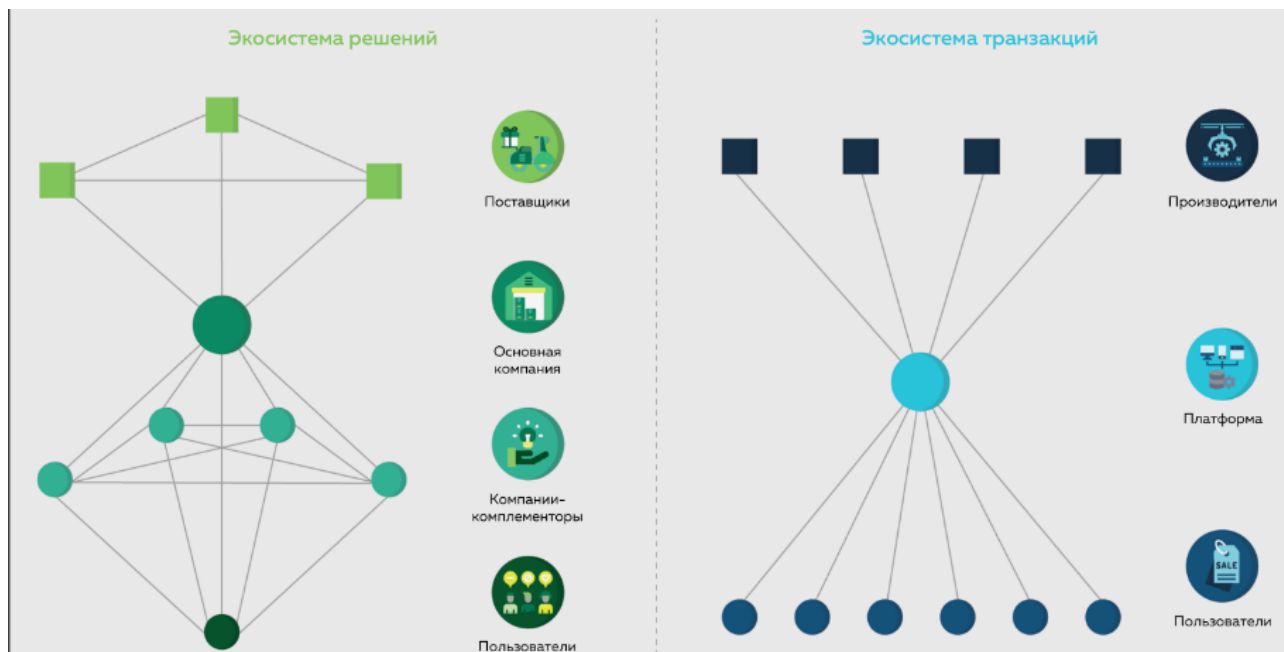 Экосистема решений
Поставщики
Основная
компания
Компании-
комплементоры
Пользователи
Экосистема транзакций
Производители
Платформа
SALE
Пользователи